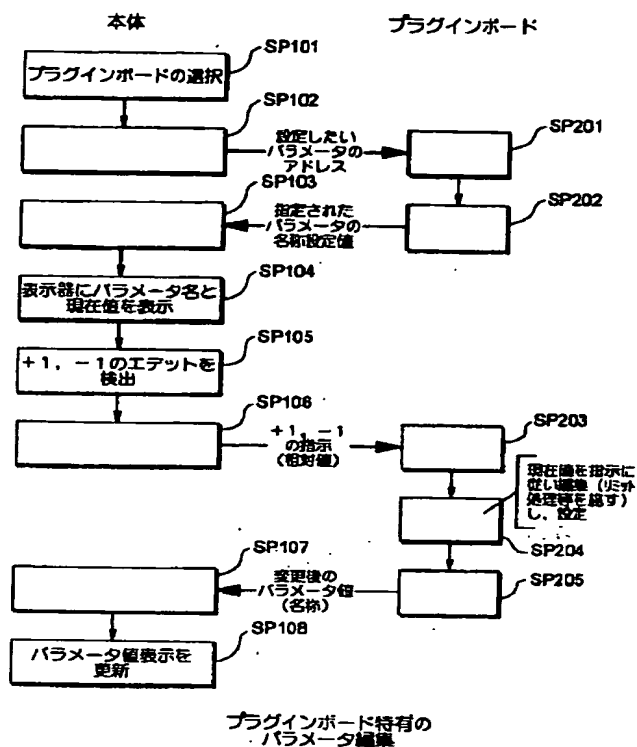 本体
プラグインボード
SP101
プラグインボードの選択
SP102
設定したい
パラメータの
アドレス
SP201
SP103
指定された
パラメータの
名称設定値
SP202
SP104
表示器にパラメータ名と
現在値を表示
SP105
+1,-1のエディットを
検出
SP106
+1,-1
の指示
(相対値)
SP203
現在値を指示に
従い編集(リミット
処理等を施す)
し、設定
SP204
SP107
変更後の
パラメータ値
(名称)
SP205
SP108
パラメータ値表示を
更新
プラグインボード特有の
パラメータ編集